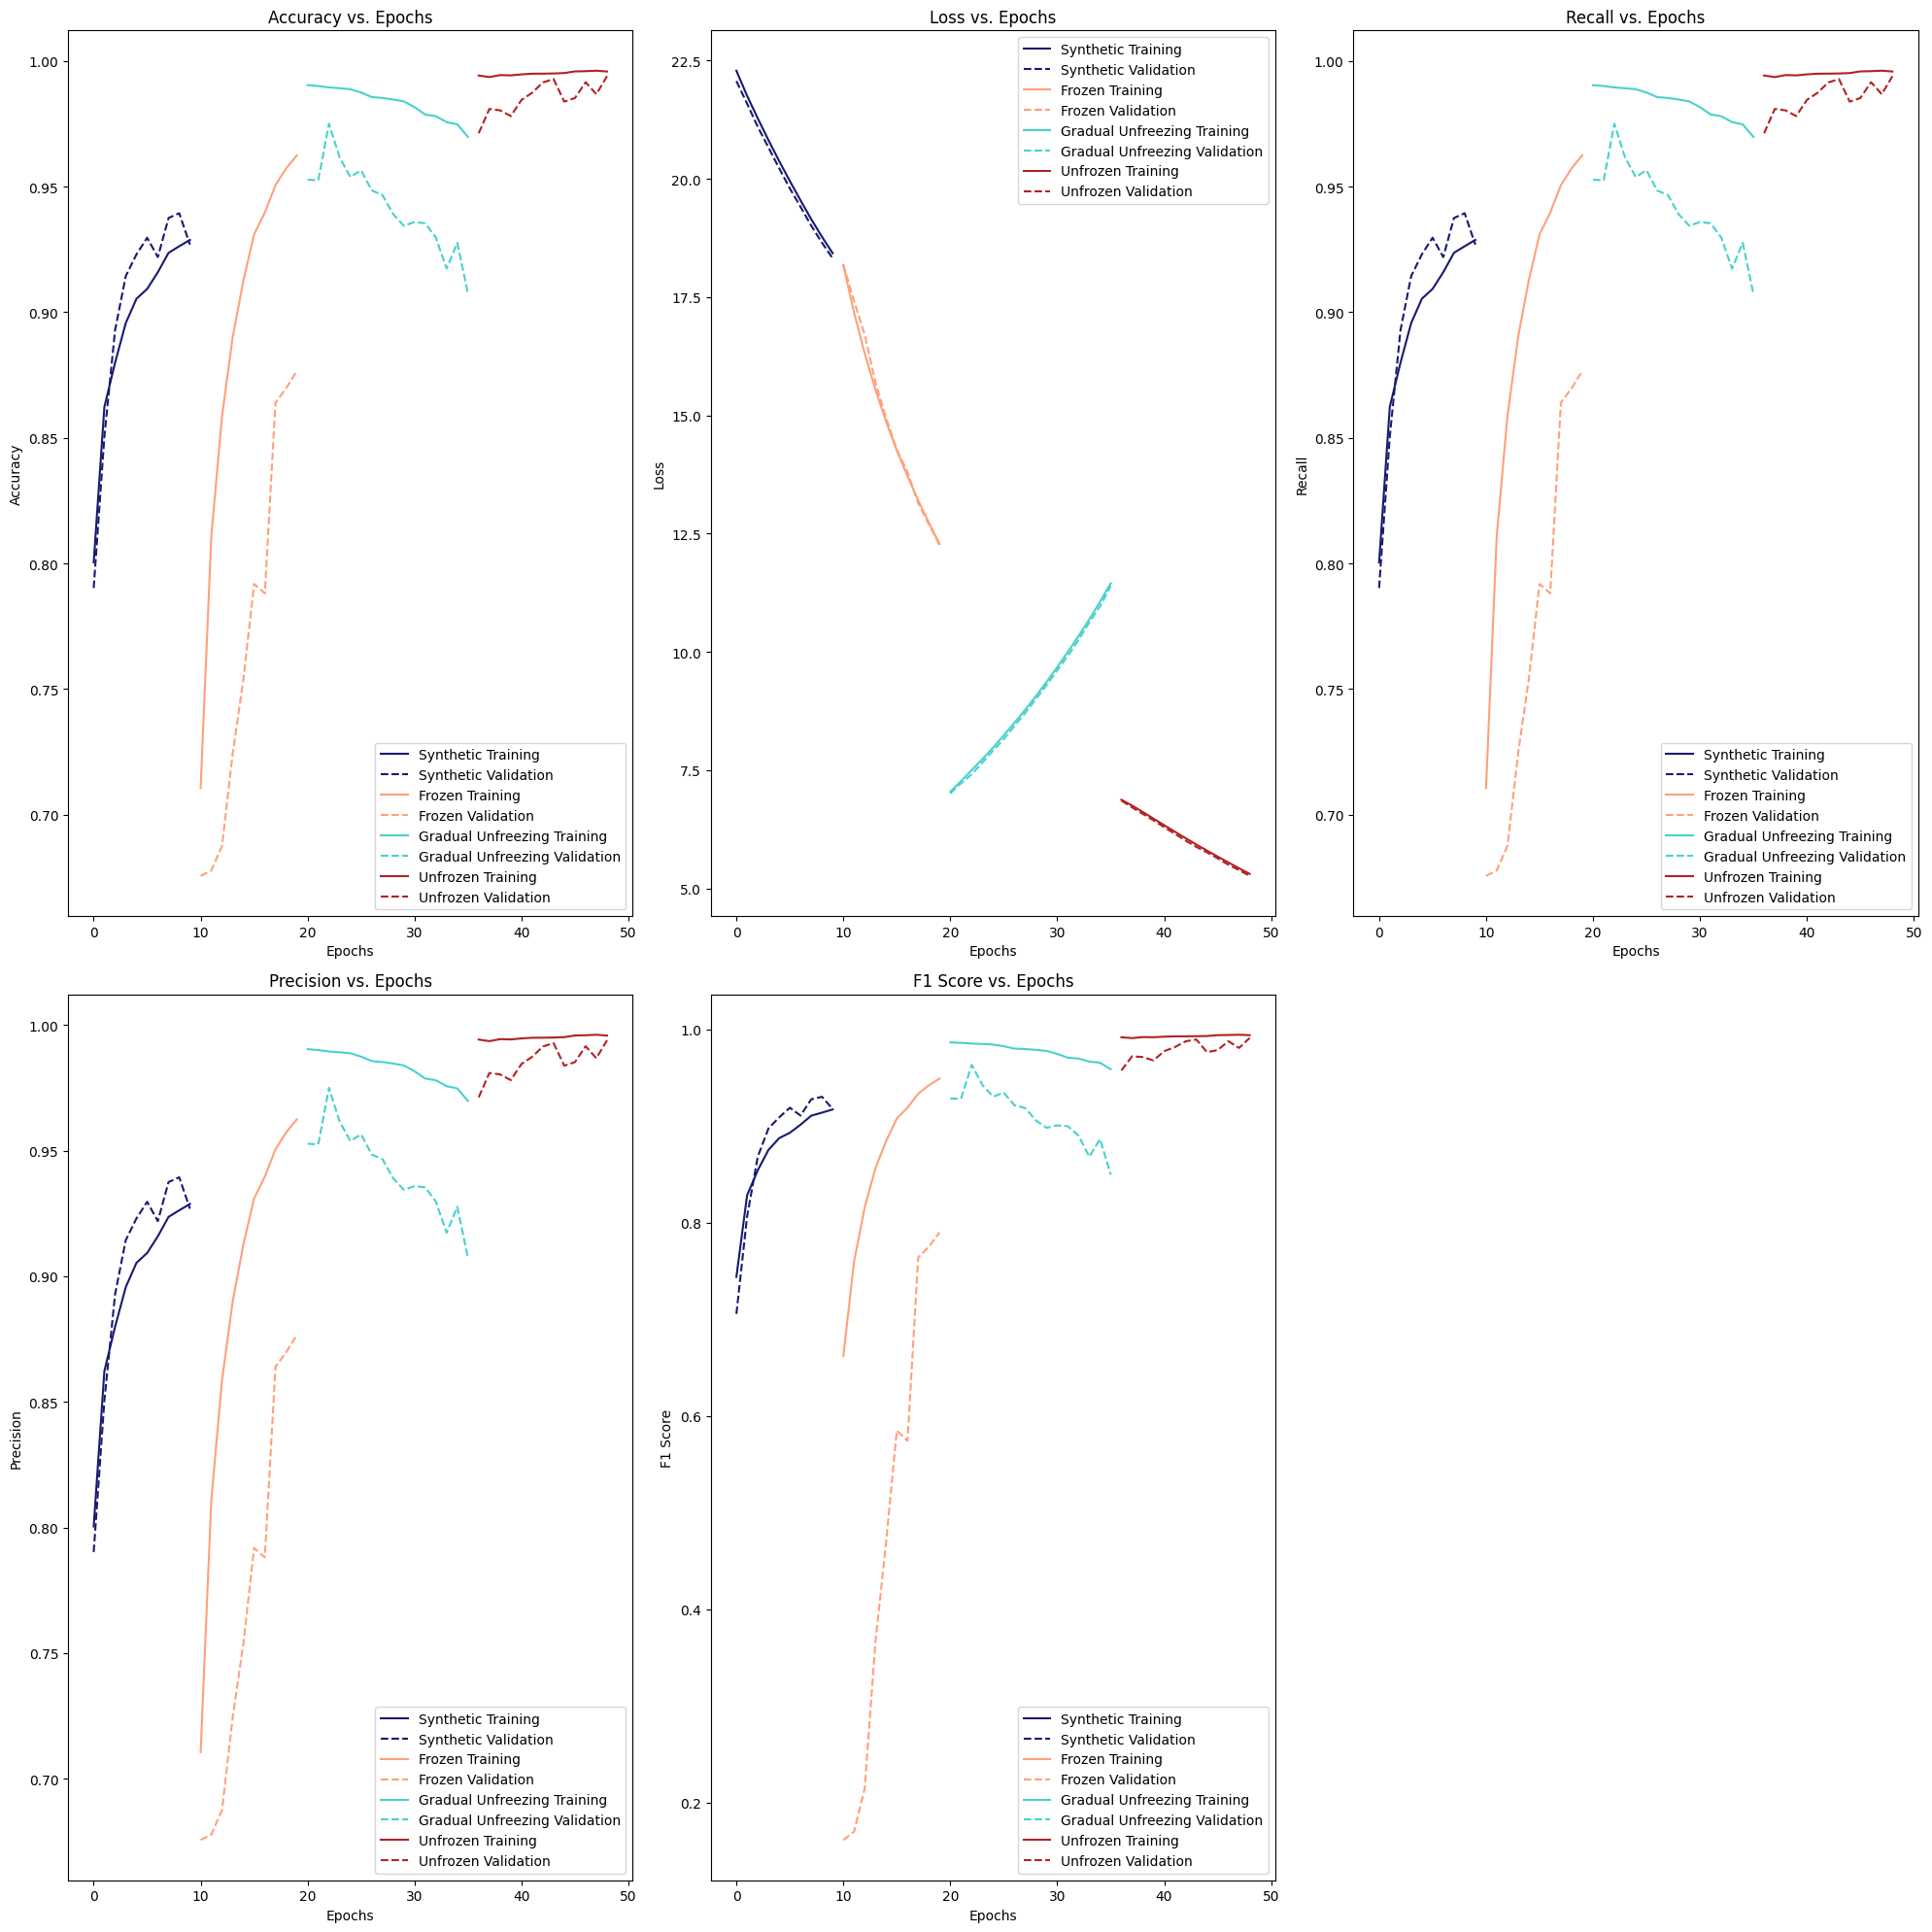 Accuracy vs. Epochs
Accuracy
1.00
0.95
0.90
0.85
0.80
0.75
0.70
Synthetic Training
Synthetic Validation
Frozen Training
Frozen Validation
Gradual Unfreezing Training
Gradual Unfreezing Validation
Unfrozen Training
Unfrozen Validation
0 10 20 30 40 50
Epochs
Loss vs. Epochs
Loss
22.5
20.0
17.5
15.0
12.5
10.0
7.5
5.0
Synthetic Training
Synthetic Validation
Frozen Training
Frozen Validation
Gradual Unfreezing Training
Gradual Unfreezing Validation
Unfrozen Training
Unfrozen Validation
0 10 20 30 40 50
Epochs
Recall vs. Epochs
Recall
1.00
0.95
0.90
0.85
0.80
0.75
0.70
Synthetic Training
Synthetic Validation
Frozen Training
Frozen Validation
Gradual Unfreezing Training
Gradual Unfreezing Validation
Unfrozen Training
Unfrozen Validation
0 10 20 30 40 50
Epochs
Precision vs. Epochs
Precision
1.00
0.95
0.90
0.85
0.80
0.75
0.70
Synthetic Training
Synthetic Validation
Frozen Training
Frozen Validation
Gradual Unfreezing Training
Gradual Unfreezing Validation
Unfrozen Training
Unfrozen Validation
0 10 20 30 40 50
Epochs
F1 Score vs. Epochs
F1 Score
1.0
0.8
0.6
0.4
0.2
Synthetic Training
Synthetic Validation
Frozen Training
Frozen Validation
Gradual Unfreezing Training
Gradual Unfreezing Validation
Unfrozen Training
Unfrozen Validation
0 10 20 30 40 50
Epochs